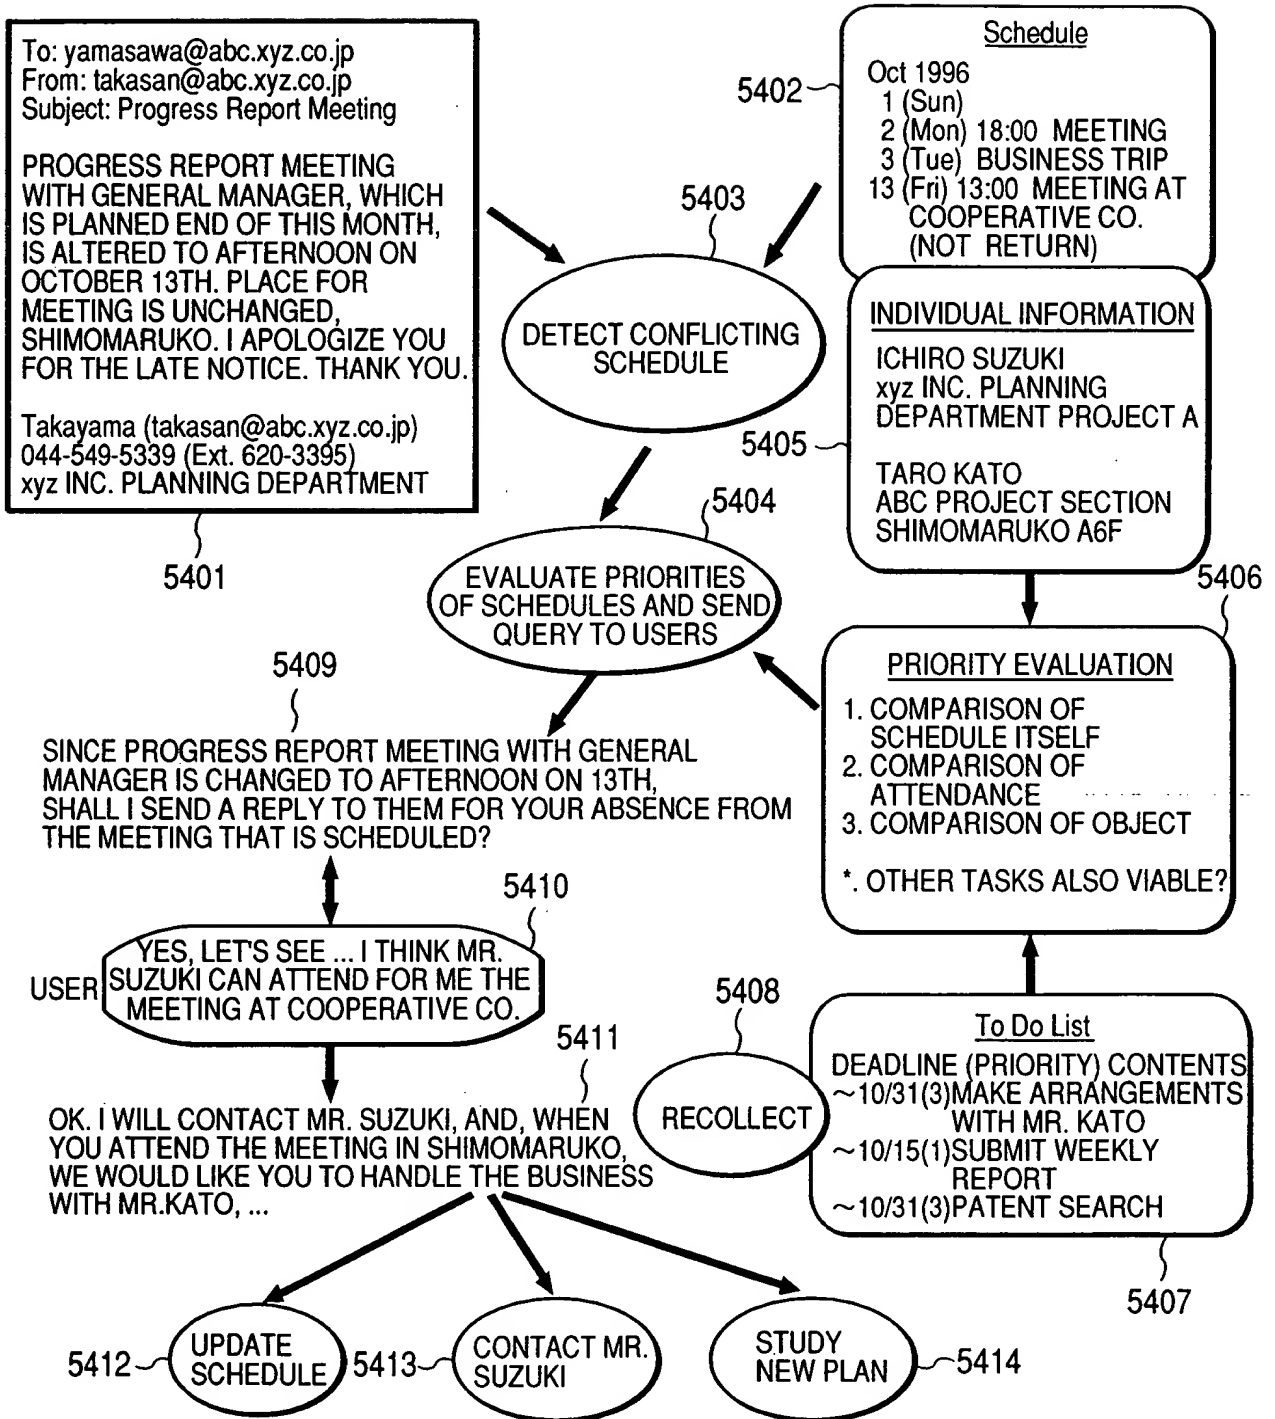 To: yamasawa@abc.xyz.co.jp
From: takasan@abc.xyz.co.jp
Subject: Progress Report Meeting
PROGRESS REPORT MEETING
WITH GENERAL MANAGER, WHICH
IS PLANNED END OF THIS MONTH,
IS ALTERED TO AFTERNOON ON
OCTOBER 13TH. PLACE FOR
MEETING IS UNCHANGED,
SHIMOMARUKO. I APOLOGIZE YOU
FOR THE LATE NOTICE. THANK YOU.
Takayama (takasan@abc.xyz.co.jp)
044-549-5339 (Ext. 620-3395)
xyz INC. PLANNING DEPARTMENT
5401
5402
Schedule
Oct 1996
1 (Sun)
2 (Mon) 18:00 MEETING
3 (Tue) BUSINESS TRIP
13 (Fri) 13:00 MEETING AT
COOPERATIVE CO.
(NOT RETURN)
5403
DETECT CONFLICTING
SCHEDULE
5405
INDIVIDUAL INFORMATION
ICHIRO SUZUKI
xyz INC. PLANNING
DEPARTMENT PROJECT A
TARO KATO
ABC PROJECT SECTION
SHIMOMARUKO A6F
5404
EVALUATE PRIORITIES
OF SCHEDULES AND SEND
QUERY TO USERS
5406
PRIORITY EVALUATION
1. COMPARISON OF
SCHEDULE ITSELF
2. COMPARISON OF
ATTENDANCE
3. COMPARISON OF OBJECT
*. OTHER TASKS ALSO VIABLE?
5409
SINCE PROGRESS REPORT MEETING WITH GENERAL
MANAGER IS CHANGED TO AFTERNOON ON 13TH,
SHALL I SEND A REPLY TO THEM FOR YOUR ABSENCE FROM
THE MEETING THAT IS SCHEDULED?
5410
USER
YES, LET'S SEE ... I THINK MR.
SUZUKI CAN ATTEND FOR ME THE
MEETING AT COOPERATIVE CO.
5408
RECOLLECT
To Do List
DEADLINE (PRIORITY) CONTENTS
~10/31(3)MAKE ARRANGEMENTS
WITH MR. KATO
~10/15(1)SUBMIT WEEKLY
REPORT
~10/31(3)PATENT SEARCH
5407
5411
OK. I WILL CONTACT MR. SUZUKI, AND, WHEN
YOU ATTEND THE MEETING IN SHIMOMARUKO,
WE WOULD LIKE YOU TO HANDLE THE BUSINESS
WITH MR.KATO, ...
5412
UPDATE
SCHEDULE
5413
CONTACT MR.
SUZUKI
STUDY
NEW PLAN
5414